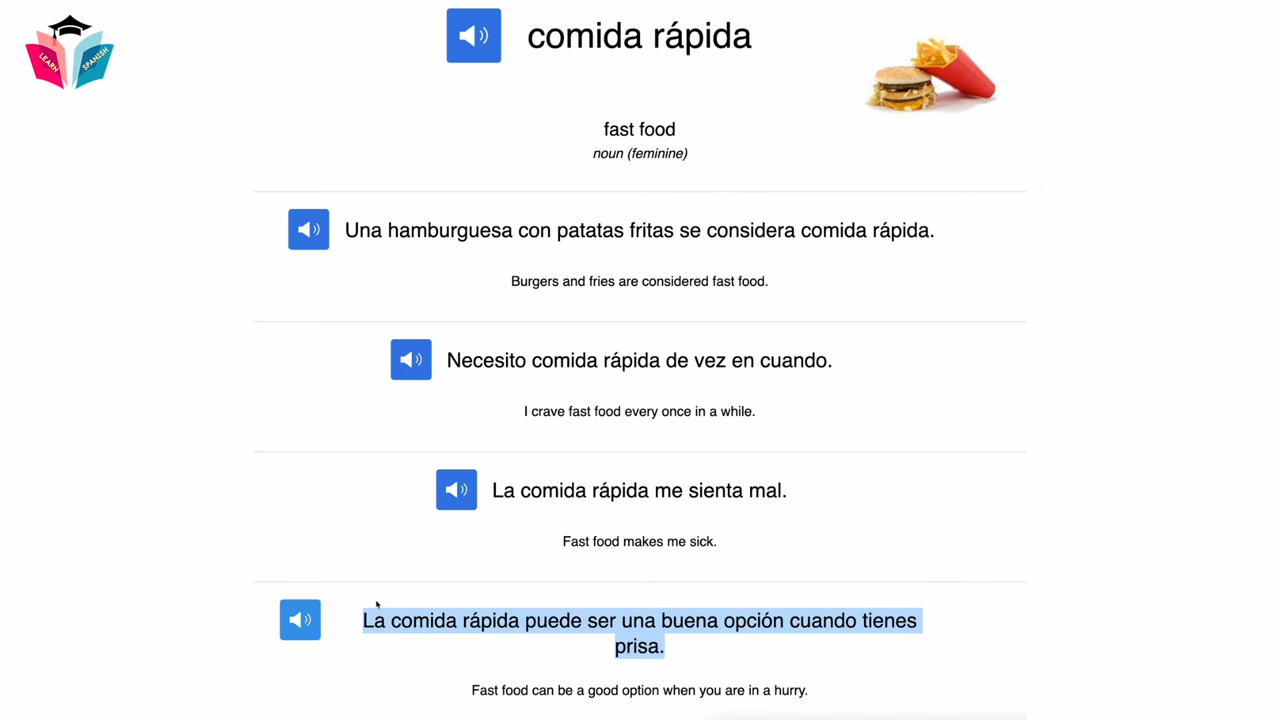 LEARN SPANISH
comida rápida
fast food
noun (feminine)
Una hamburguesa con patatas fritas se considera comida rápida.
Burgers and fries are considered fast food.
Necesito comida rápida de vez en cuando.
I crave fast food every once in a while.
La comida rápida me sienta mal.
Fast food makes me sick.
La comida rápida puede ser una buena opción cuando tienes
prisa.
Fast food can be a good option when you are in a hurry.